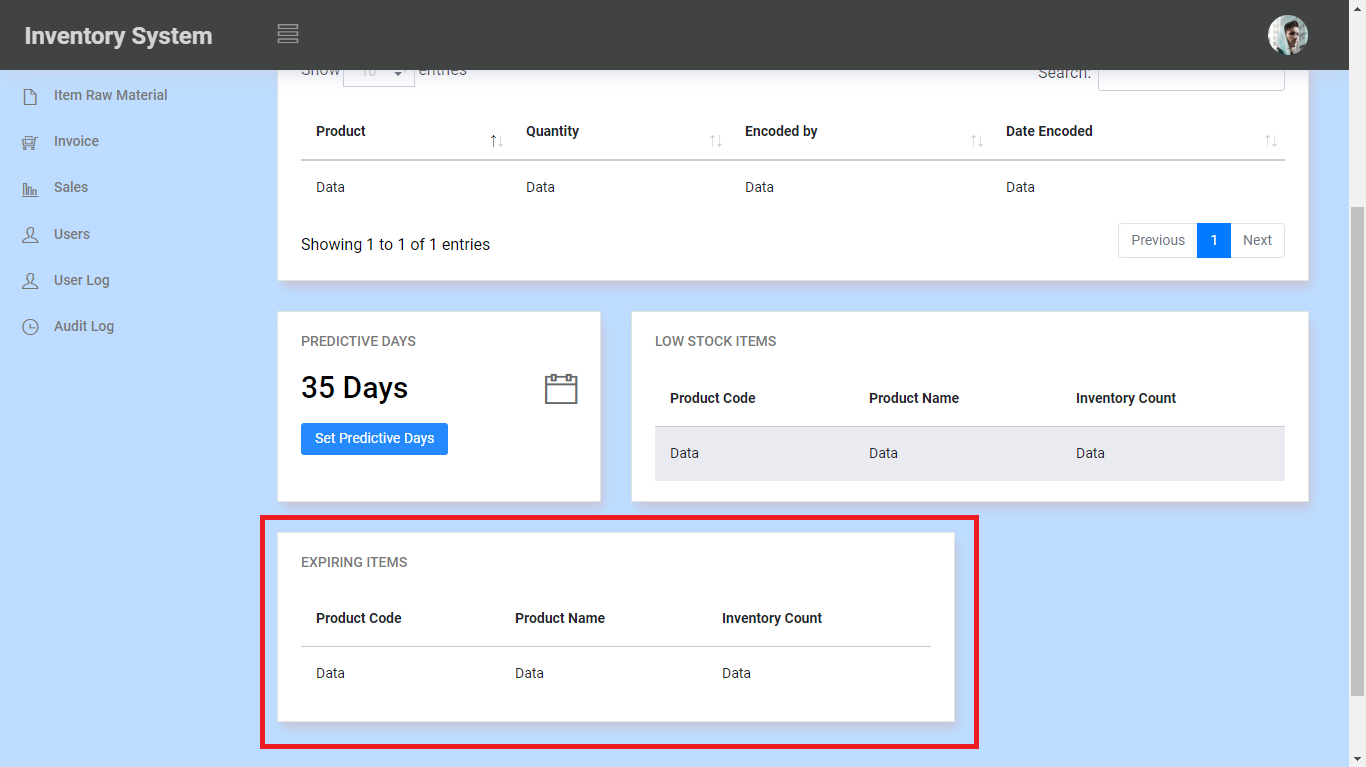 Inventory System
Show 10 entries
Search:
Item Raw Material
Invoice
Sales
Users
User Log
Audit Log
Product Quantity Encoded by Date Encoded
Data Data Data Data
Showing 1 to 1 of 1 entries
Previous 1 Next
PREDICTIVE DAYS
35 Days
Set Predictive Days
LOW STOCK ITEMS
Product Code Product Name Inventory Count
Data Data Data
EXPIRING ITEMS
Product Code Product Name Inventory Count
Data Data Data